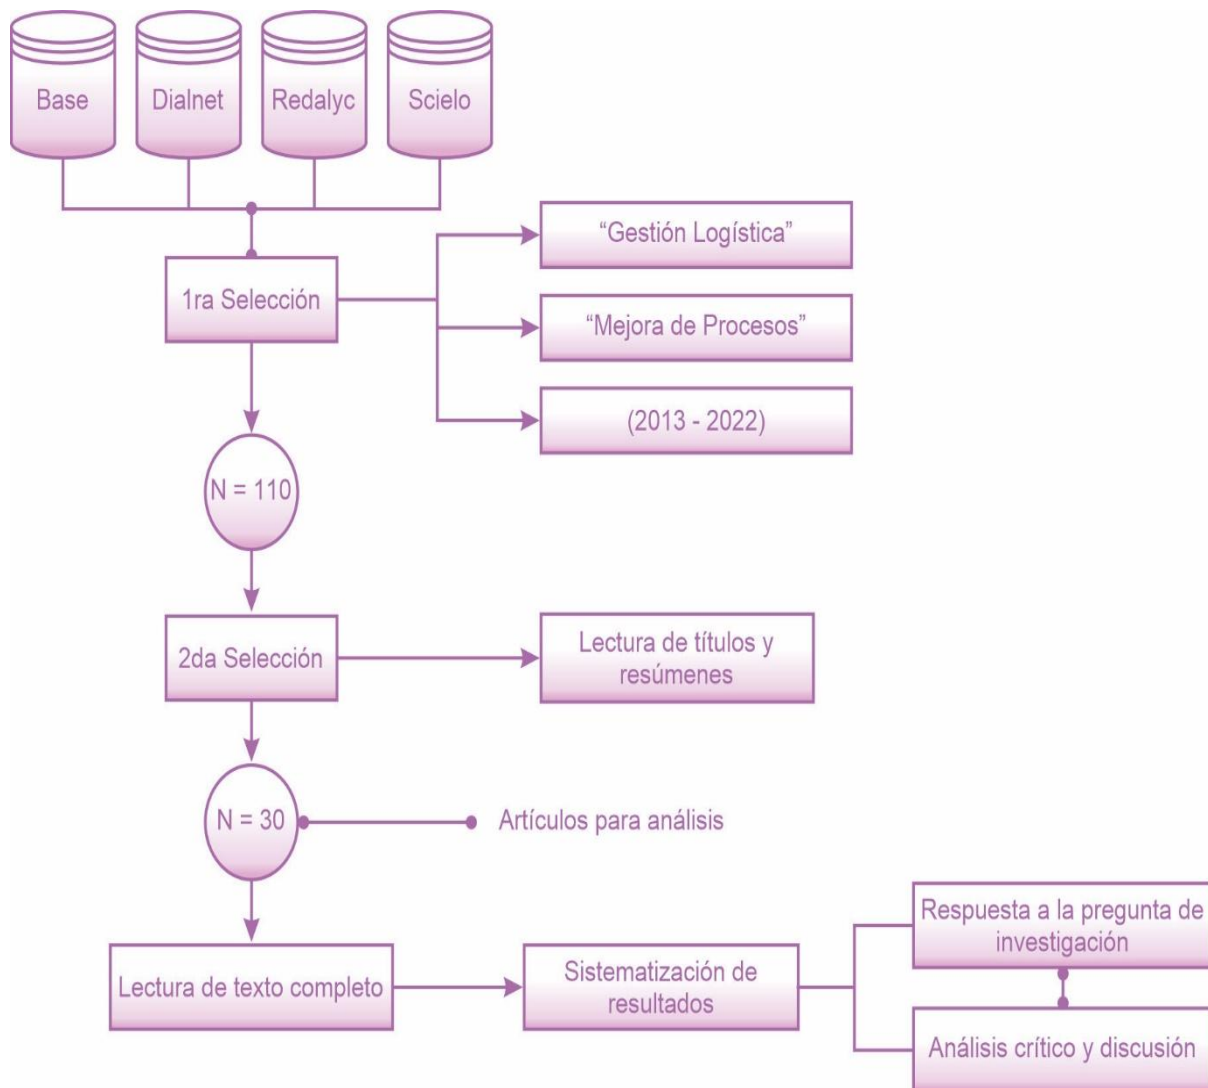 Base
Dialnet
Redalyc
Scielo
“Gestión Logística”
1ra Selección
“Mejora de Procesos”
(2013 - 2022)
N = 110
2da Selección
Lectura de títulos y
resúmenes
N = 30
Artículos para análisis
Lectura de texto completo
Sistematización de
resultados
Respuesta a la pregunta de
investigación
Análisis crítico y discusión